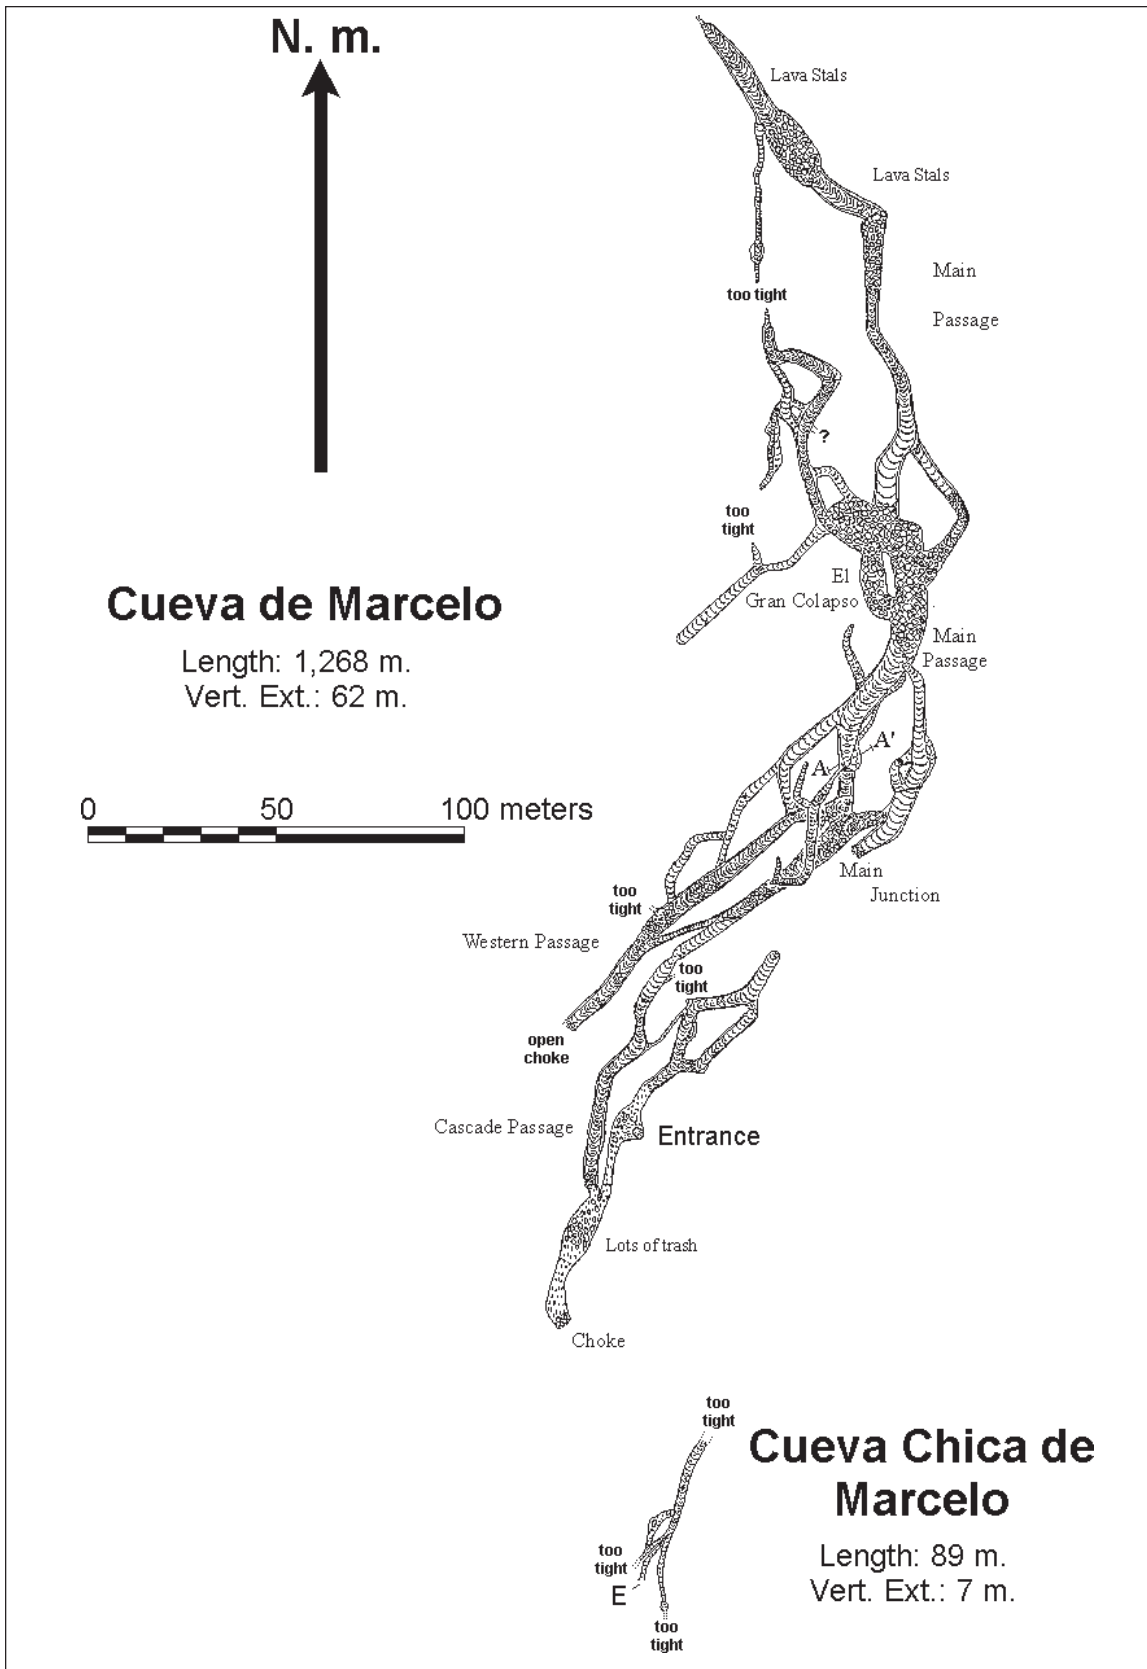 N. m.
Lava Stals
Lava Stals
Main
Passage
too tight
?
too
tight
El
Gran Colapso
Main
Passage
Cueva de Marcelo
Length: 1,268 m.
Vert. Ext.: 62 m.
A
A'
0 50 100 meters
Main
Junction
too
tight
Western Passage
too
tight
open
choke
Cascade Passage
Entrance
Lots of trash
Choke
too
tight
Cueva Chica de
Marcelo
Length: 89 m.
Vert. Ext.: 7 m.
too
tight
E
too
tight